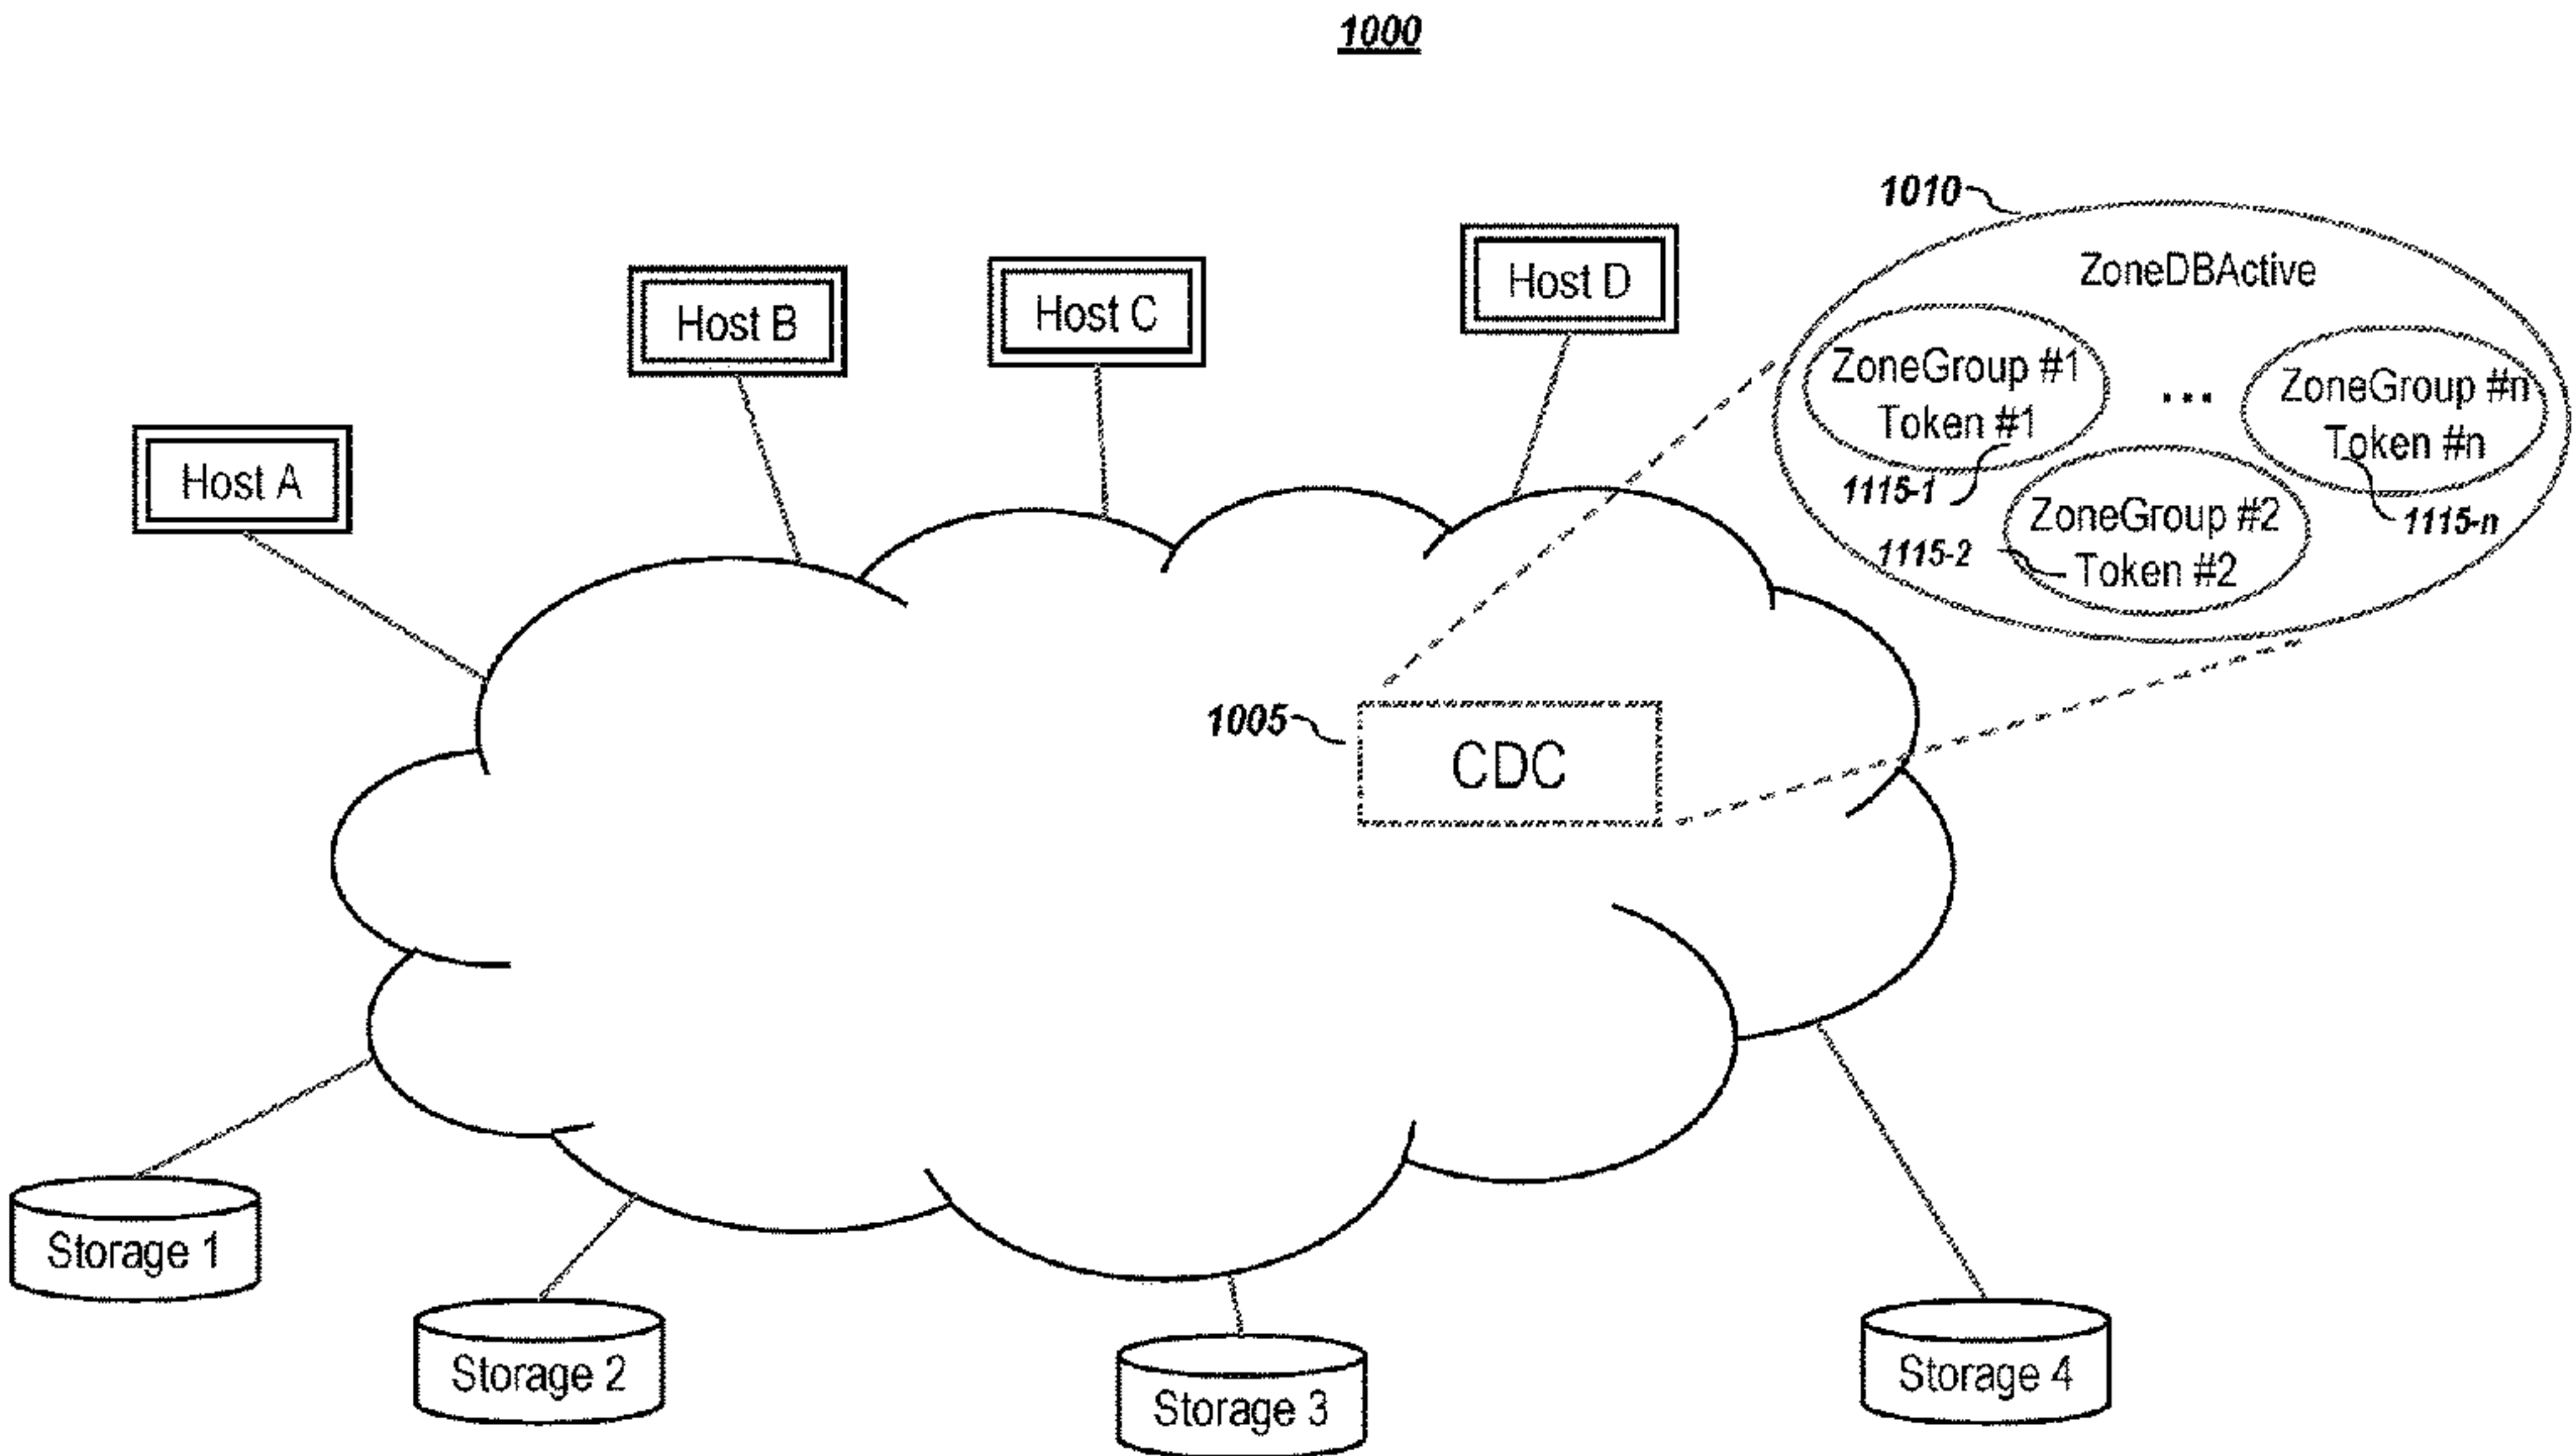 1000
1010
ZoneDBActive
Host D
Host B
Host C
ZoneGroup #1
Token #1
...
ZoneGroup #n
Token #n
Host A
1115-1
ZoneGroup #2
Token #2
1115-n
1115-2
1005
CDC
Storage 1
Storage 2
Storage 3
Storage 4